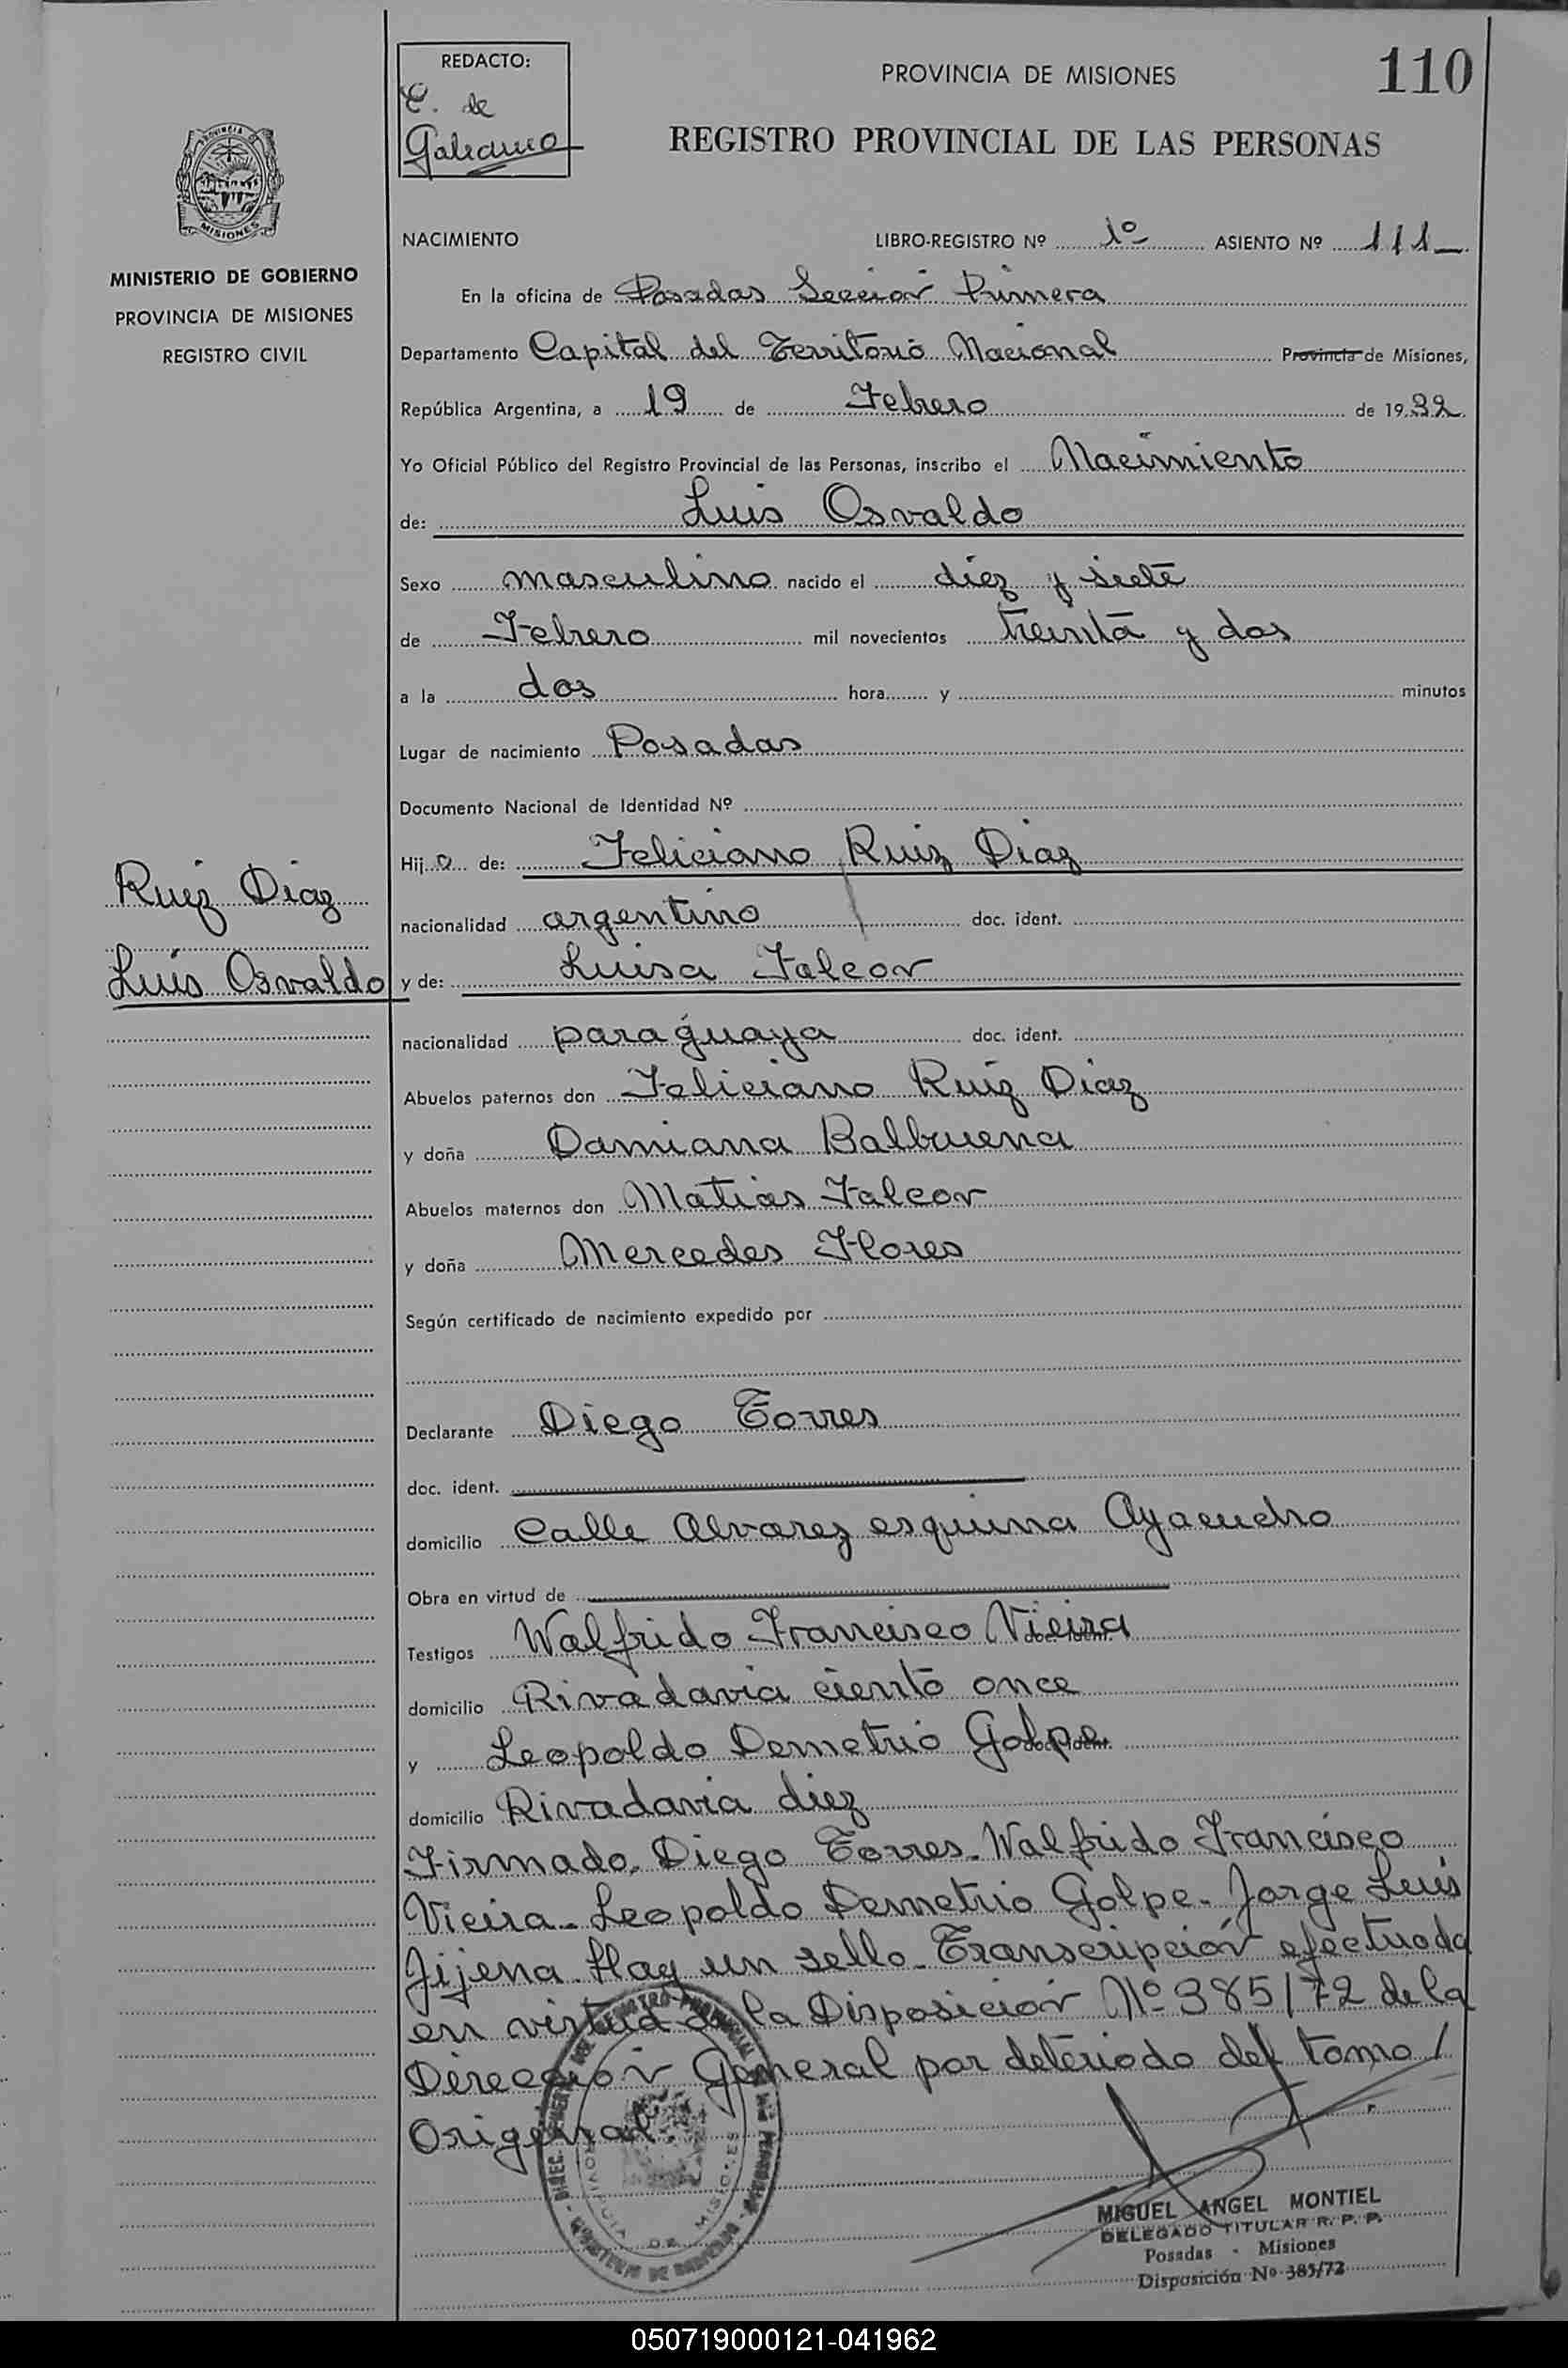 REDACTO:
C. de
Galeano
PROVINCIA DE MISIONES
110
REGISTRO PROVINCIAL DE LAS PERSONAS
PROVINCIA
MISIONES
MINISTERIO DE GOBIERNO
PROVINCIA DE MISIONES
REGISTRO CIVIL
NACIMIENTO LIBRO-REGISTRO Nº 1º ASIENTO Nº 111
En la oficina de Posadas Sección Primera
Departamento Capital del Territorio Nacional Provincia de Misiones,
República Argentina, a 19 de Febrero de 1932.
Yo Oficial Público del Registro Provincial de las Personas, inscribo el Nacimiento
de: Luis Osvaldo
Sexo masculino nacido el diez y siete
de Febrero mil novecientos treinta y dos
a la dos hora y minutos
Lugar de nacimiento Posadas
Documento Nacional de Identidad Nº
Hijo de: Feliciano Ruiz Diaz
Ruiz Diaz
nacionalidad argentino doc. ident.
Luis Osvaldo
y de: Luisa Falcon
nacionalidad paraguaya doc. ident.
Abuelos paternos don Feliciano Ruiz Diaz
y doña Damiana Balbuena
Abuelos maternos don Matias Falcon
y doña Mercedes Flores
Según certificado de nacimiento expedido por
Declarante Diego Torres
doc. ident.
domicilio Calle Alvarez esquina Ayacucho
Obra en virtud de
Testigos Walfrido Francisco Vieira doc. ident.
domicilio Rivadavia ciento once
y Leopoldo Demetrio Golpe doc. ident.
domicilio Rivadavia diez
Firmado. Diego Torres. Walfrido Francisco
Vieira. Leopoldo Demetrio Golpe. Jorge Luis
Jijena. Hay un sello. Transcripción efectuada
en virtud de la Disposición Nº 385/72 de la
Dirección General por deteriodo del tomo /
Origenal.
MIGUEL ANGEL MONTIEL
DELEGADO TITULAR R. P. P.
Posadas - Misiones
Disposición Nº 385/72
050719000121-041962